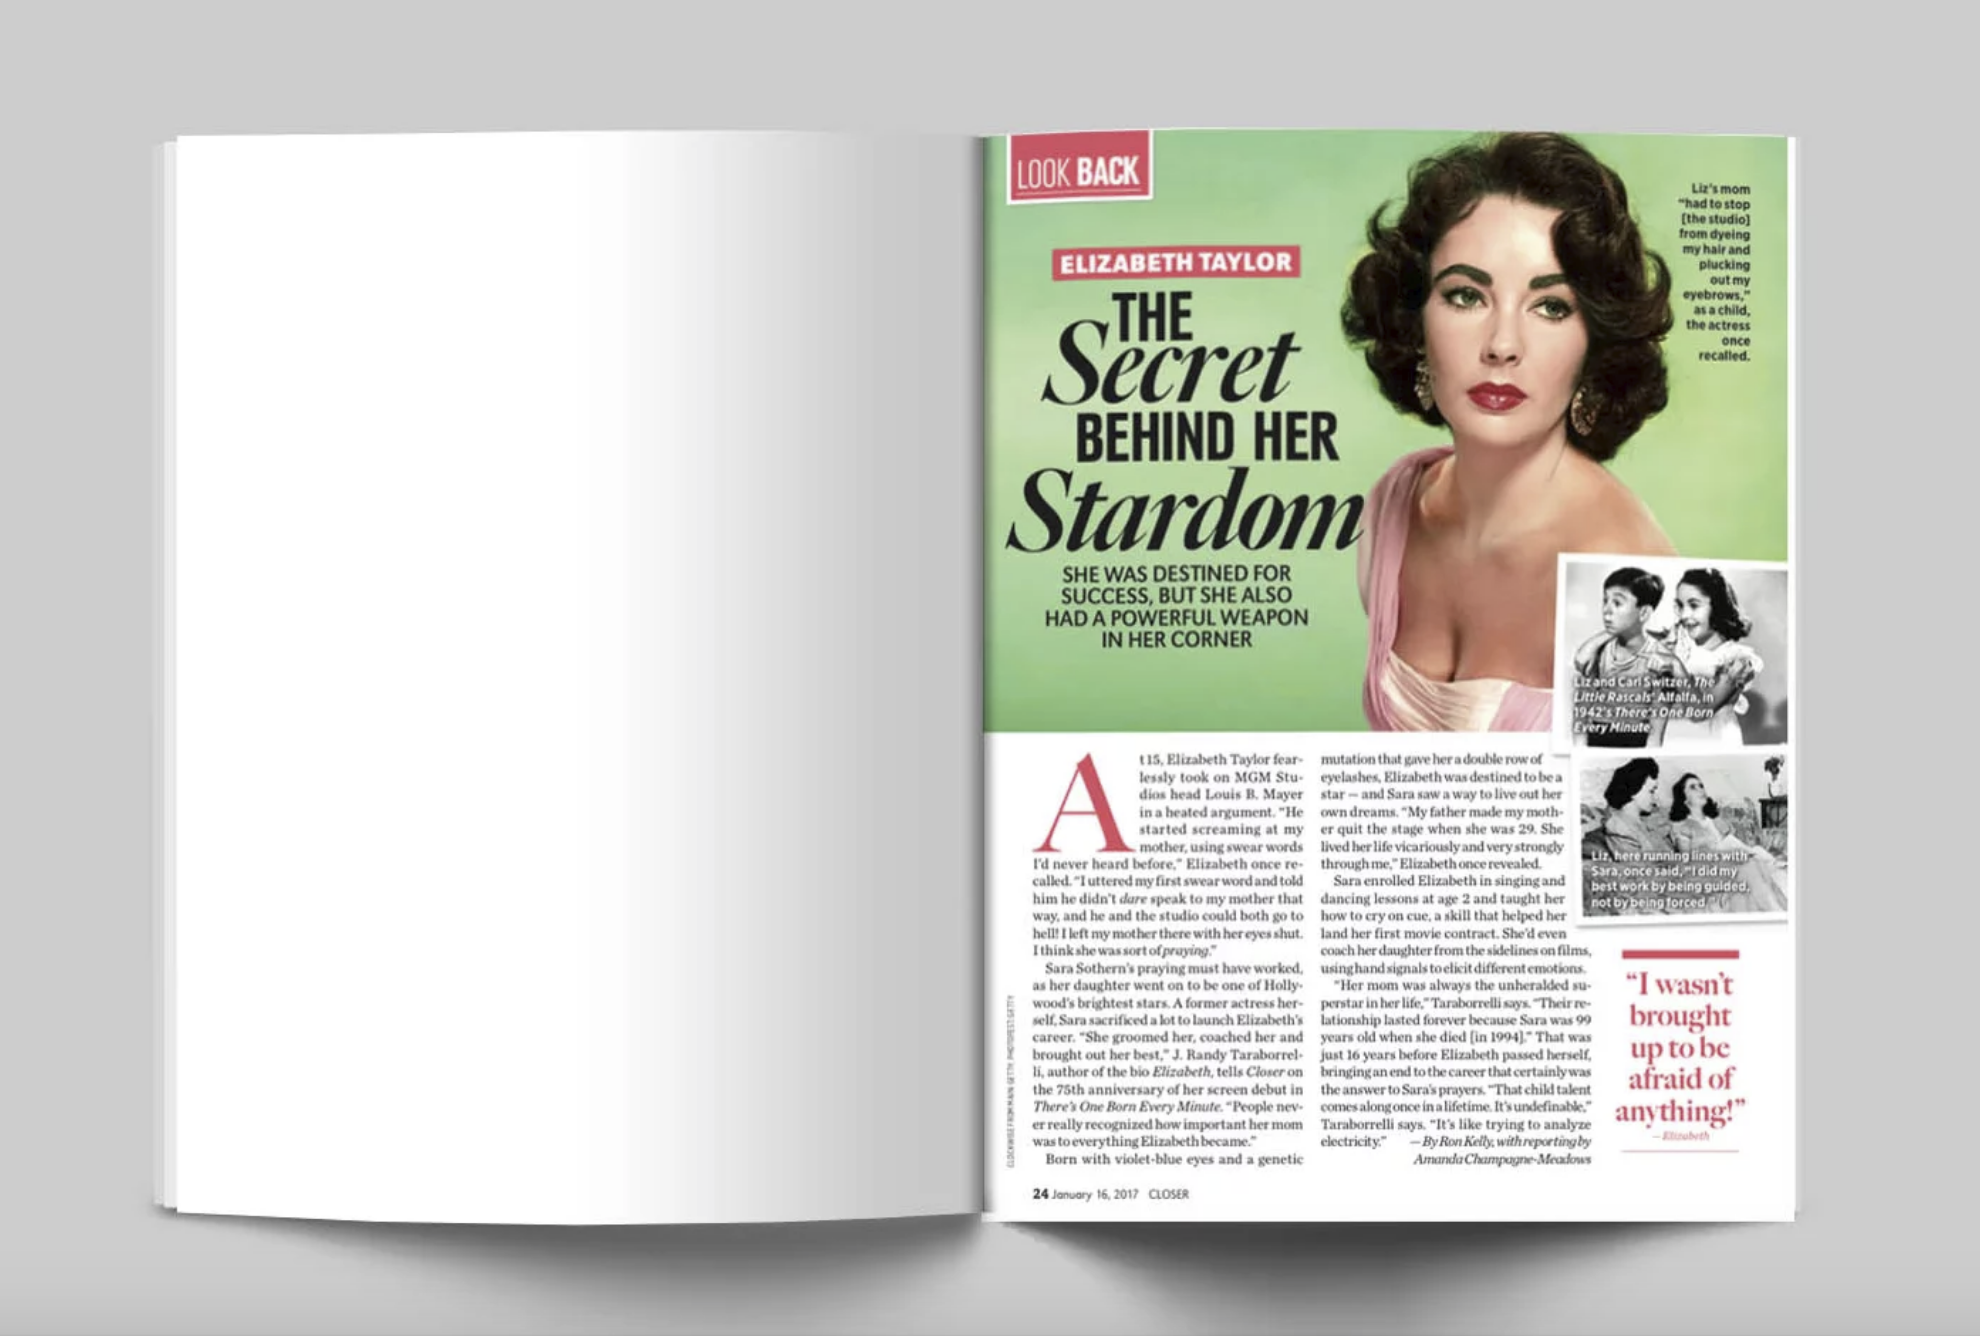 LOOK BACK
ELIZABETH TAYLOR
THE
Secret
BEHIND HER
Stardom
SHE WAS DESTINED FOR
SUCCESS, BUT SHE ALSO
HAD A POWERFUL WEAPON
IN HER CORNER
Liz's mom
"had to stop
[the studio]
from dyeing
my hair and
plucking
out my
eyebrows,"
as a child,
the actress
once
recalled.
Liz and Carl Switzer, The
Little Rascals' Alfalfa, in
1942's There's One Born
Every Minute
Liz, here running lines with
Sara, once said, "I did my
best work by being guided,
not by being forced."
At 15, Elizabeth Taylor fear-
lessly took on MGM Stu-
dios head Louis B. Mayer
in a heated argument. "He
started screaming at my
mother, using swear words
I'd never heard before," Elizabeth once re-
called. "I uttered my first swear word and told
him he didn't dare speak to my mother that
way, and he and the studio could both go to
hell! I left my mother there with her eyes shut.
I think she was sort of praying."
Sara Sothern's praying must have worked,
as her daughter went on to be one of Holly-
wood's brightest stars. A former actress her-
self, Sara sacrificed a lot to launch Elizabeth's
career. "She groomed her, coached her and
brought out her best," J. Randy Taraborrel-
li, author of the bio Elizabeth, tells Closer on
the 75th anniversary of her screen debut in
There's One Born Every Minute. "People nev-
er really recognized how important her mom
was to everything Elizabeth became."
Born with violet-blue eyes and a genetic
mutation that gave her a double row of
eyelashes, Elizabeth was destined to be a
star — and Sara saw a way to live out her
own dreams. "My father made my moth-
er quit the stage when she was 29. She
lived her life vicariously and very strongly
through me," Elizabeth once revealed.
Sara enrolled Elizabeth in singing and
dancing lessons at age 2 and taught her
how to cry on cue, a skill that helped her
land her first movie contract. She'd even
coach her daughter from the sidelines on films,
using hand signals to elicit different emotions.
"Her mom was always the unheralded su-
perstar in her life," Taraborrelli says. "Their re-
lationship lasted forever because Sara was 99
years old when she died [in 1994]." That was
just 16 years before Elizabeth passed herself,
bringing an end to the career that certainly was
the answer to Sara's prayers. "That child talent
comes along once in a lifetime. It's undefinable,"
Taraborrelli says. "It's like trying to analyze
electricity." — By Ron Kelly, with reporting by
Amanda Champagne-Meadows
"I wasn't
brought
up to be
afraid of
anything!"
— Elizabeth
CLOCKWISE FROM MAIN: GETTY; PHOTOFEST; GETTY
24 January 16, 2017 CLOSER